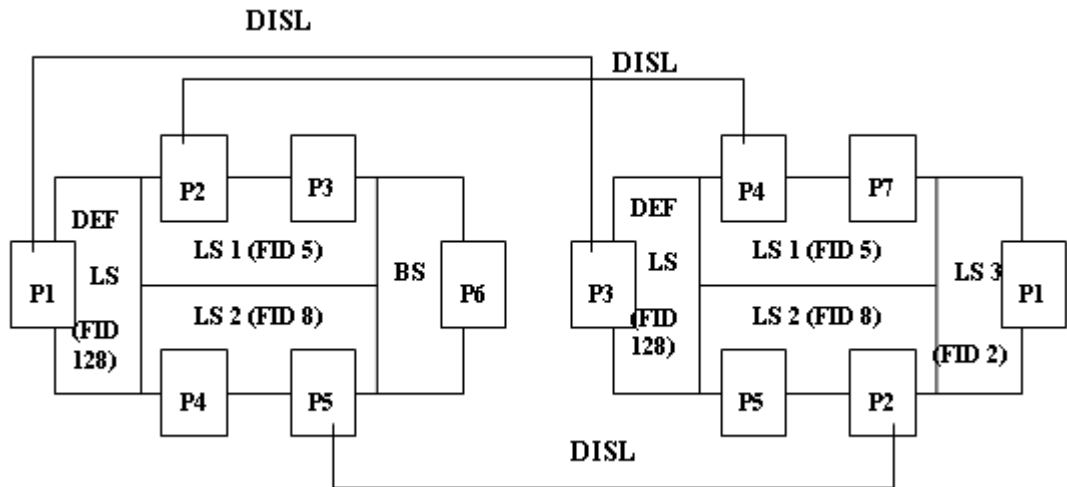 DISL
DISL
P2
P3
P4
P7
DEF
DEF
LS 1 (FID 5)
LS 1 (FID 5)
P1
LS
BS
P6
P3
LS
LS 3
P1
LS 2 (FID 8)
LS 2 (FID 8)
(FID
128)
(FID
128)
(FID 2)
P4
P5
P5
P2
DISL